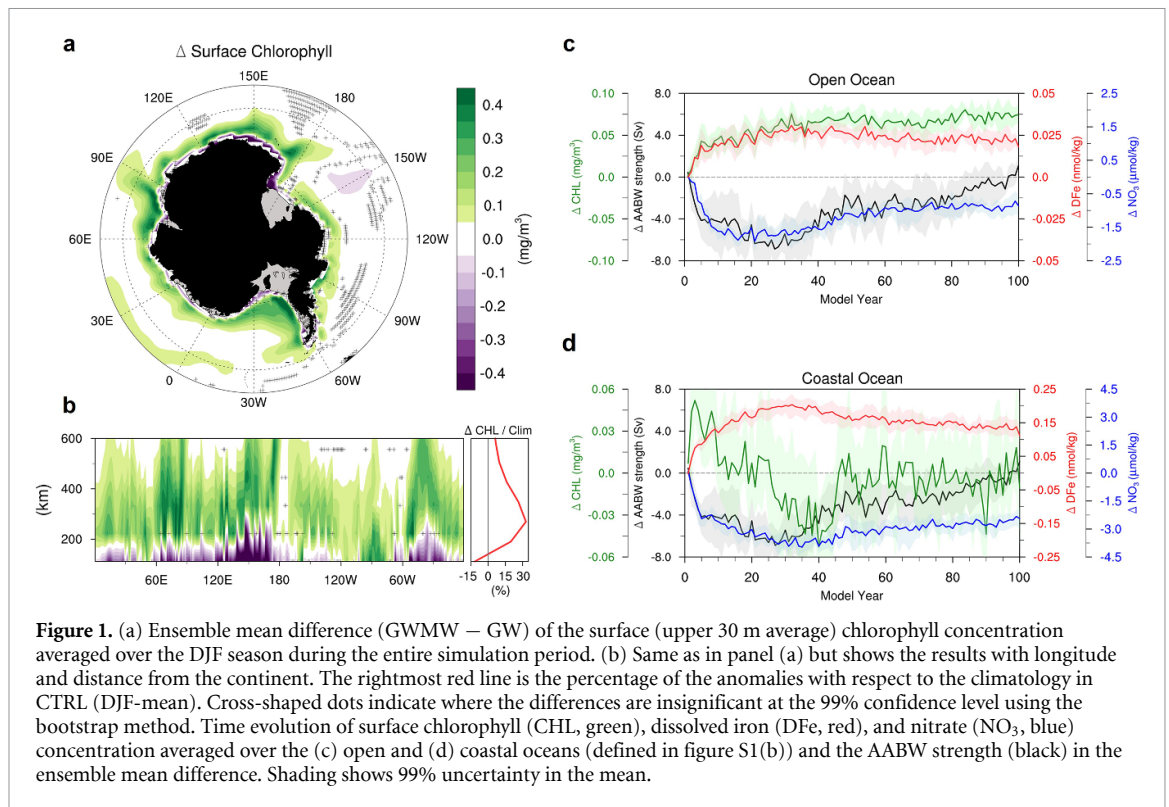 a
Δ Surface Chlorophyll
150E
120E
180
90E
150W
60E
120W
30E
90W
0
60W
30W
0.4
0.3
0.2
0.1
0.0
-0.1
-0.2
-0.3
-0.4
(mg/m³)
b
Δ CHL / Clim
600
400
200
(km)
60E 120E 180 120W 60W
-15 0 15 30
(%)
c
Open Ocean
0.10 8.0 0.05 2.5
0.05 4.0 0.025 1.5
0.5
0.0 0.0 0.0
-0.5
-0.05 -4.0 -0.025 -1.5
-0.10 -8.0 -0.05 -2.5
Δ CHL (mg/m³)
Δ AABW strength (Sv)
Δ DFe (nmol/kg)
Δ NO₃ (μmol/kg)
0 20 40 60 80 100
Model Year
d
Coastal Ocean
0.06 8.0 0.25 4.5
0.15 3.0
0.03 4.0
0.05 1.5
0.0 0.0 0.0
-0.05 -1.5
-0.03 -4.0
-0.15 -3.0
-0.06 -8.0 -0.25 -4.5
Δ CHL (mg/m³)
Δ AABW strength (Sv)
Δ DFe (nmol/kg)
Δ NO₃ (μmol/kg)
0 20 40 60 80 100
Model Year
Figure 1. (a) Ensemble mean difference (GWMW − GW) of the surface (upper 30 m average) chlorophyll concentration
averaged over the DJF season during the entire simulation period. (b) Same as in panel (a) but shows the results with longitude
and distance from the continent. The rightmost red line is the percentage of the anomalies with respect to the climatology in
CTRL (DJF-mean). Cross-shaped dots indicate where the differences are insignificant at the 99% confidence level using the
bootstrap method. Time evolution of surface chlorophyll (CHL, green), dissolved iron (DFe, red), and nitrate (NO₃, blue)
concentration averaged over the (c) open and (d) coastal oceans (defined in figure S1(b)) and the AABW strength (black) in the
ensemble mean difference. Shading shows 99% uncertainty in the mean.